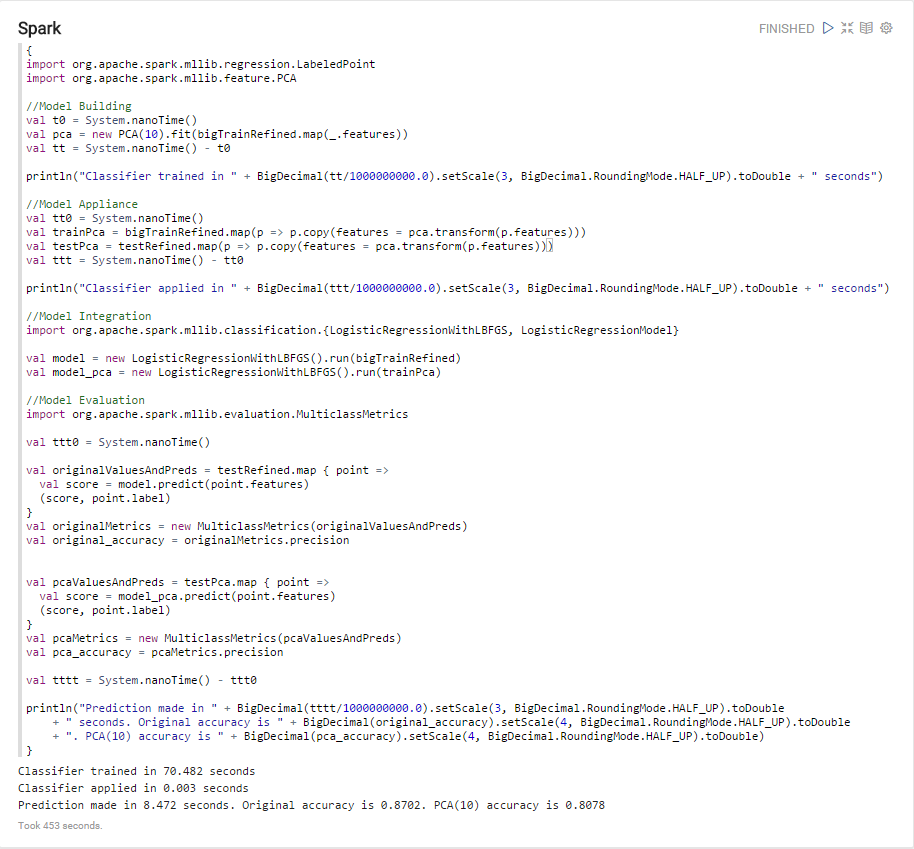 Spark
FINISHED
{
import org.apache.spark.mllib.regression.LabeledPoint
import org.apache.spark.mllib.feature.PCA
//Model Building
val t0 = System.nanoTime()
val pca = new PCA(10).fit(bigTrainRefined.map(_.features))
val tt = System.nanoTime() - t0
println("Classifier trained in " + BigDecimal(tt/1000000000.0).setScale(3, BigDecimal.RoundingMode.HALF_UP).toDouble + " seconds")
//Model Appliance
val tt0 = System.nanoTime()
val trainPca = bigTrainRefined.map(p => p.copy(features = pca.transform(p.features)))
val testPca = testRefined.map(p => p.copy(features = pca.transform(p.features)))
val ttt = System.nanoTime() - tt0
println("Classifier applied in " + BigDecimal(ttt/1000000000.0).setScale(3, BigDecimal.RoundingMode.HALF_UP).toDouble + " seconds")
//Model Integration
import org.apache.spark.mllib.classification.{LogisticRegressionWithLBFGS, LogisticRegressionModel}
val model = new LogisticRegressionWithLBFGS().run(bigTrainRefined)
val model_pca = new LogisticRegressionWithLBFGS().run(trainPca)
//Model Evaluation
import org.apache.spark.mllib.evaluation.MulticlassMetrics
val ttt0 = System.nanoTime()
val originalValuesAndPreds = testRefined.map { point =>
  val score = model.predict(point.features)
  (score, point.label)
}
val originalMetrics = new MulticlassMetrics(originalValuesAndPreds)
val original_accuracy = originalMetrics.precision
val pcaValuesAndPreds = testPca.map { point =>
  val score = model_pca.predict(point.features)
  (score, point.label)
}
val pcaMetrics = new MulticlassMetrics(pcaValuesAndPreds)
val pca_accuracy = pcaMetrics.precision
val tttt = System.nanoTime() - ttt0
println("Prediction made in " + BigDecimal(tttt/1000000000.0).setScale(3, BigDecimal.RoundingMode.HALF_UP).toDouble
    + " seconds. Original accuracy is " + BigDecimal(original_accuracy).setScale(4, BigDecimal.RoundingMode.HALF_UP).toDouble
    + ". PCA(10) accuracy is " + BigDecimal(pca_accuracy).setScale(4, BigDecimal.RoundingMode.HALF_UP).toDouble)
}
Classifier trained in 70.482 seconds
Classifier applied in 0.003 seconds
Prediction made in 8.472 seconds. Original accuracy is 0.8702. PCA(10) accuracy is 0.8078
Took 453 seconds.